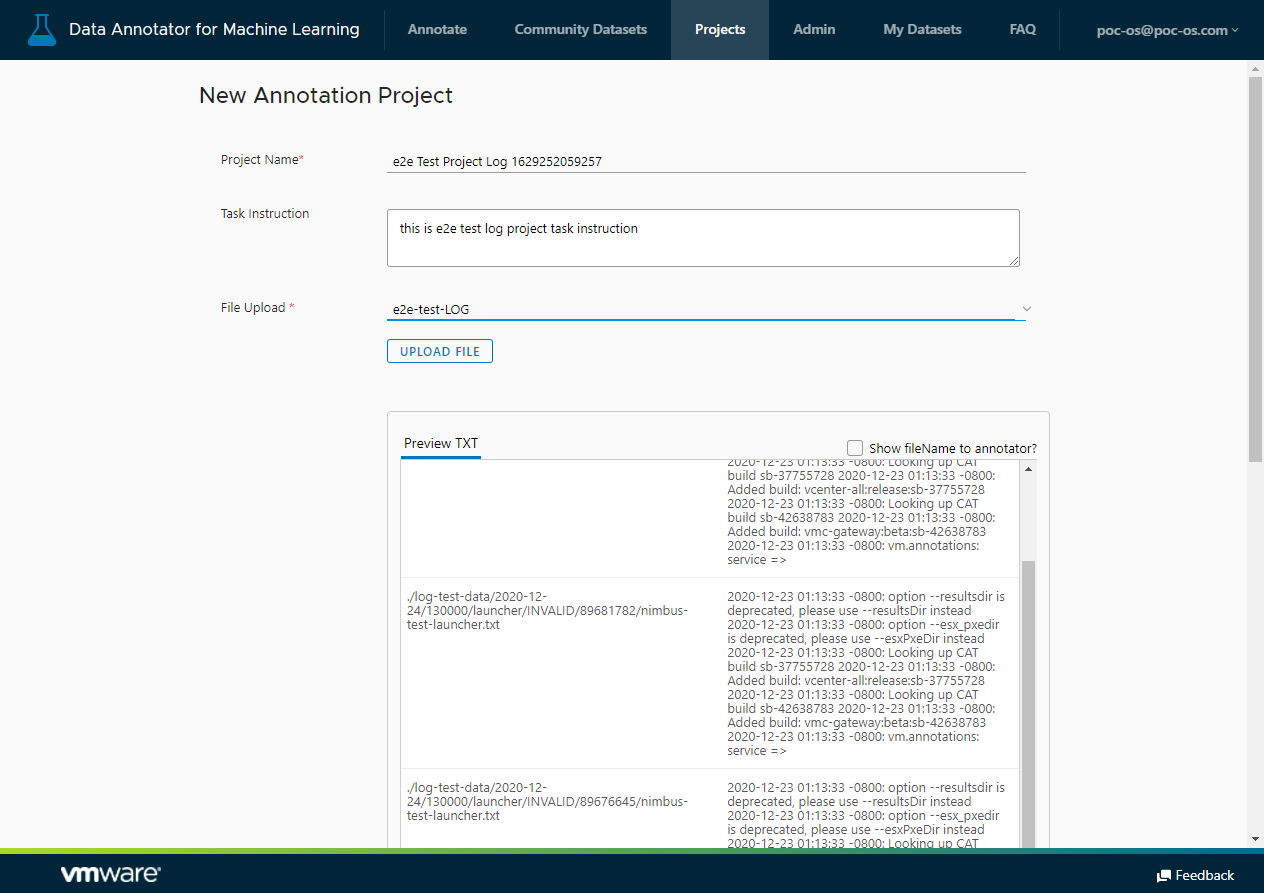 Data Annotator for Machine Learning
Annotate
Community Datasets
Projects
Admin
My Datasets
FAQ
poc-os@poc-os.com
New Annotation Project
Project Name*
e2e Test Project Log 1629252059257
Task Instruction
this is e2e test log project task instruction
File Upload *
e2e-test-LOG
UPLOAD FILE
Preview TXT
Show fileName to annotator?
2020-12-23 01:13:33 -0800: Looking up CAT
build sb-37755728 2020-12-23 01:13:33 -0800:
Added build: vcenter-all:release:sb-37755728
2020-12-23 01:13:33 -0800: Looking up CAT
build sb-42638783 2020-12-23 01:13:33 -0800:
Added build: vmc-gateway:beta:sb-42638783
2020-12-23 01:13:33 -0800: vm.annotations:
service =>
./log-test-data/2020-12-
24/130000/launcher/INVALID/89681782/nimbus-
test-launcher.txt
2020-12-23 01:13:33 -0800: option --resultsdir is
deprecated, please use --resultsDir instead
2020-12-23 01:13:33 -0800: option --esx_pxedir
is deprecated, please use --esxPxeDir instead
2020-12-23 01:13:33 -0800: Looking up CAT
build sb-37755728 2020-12-23 01:13:33 -0800:
Added build: vcenter-all:release:sb-37755728
2020-12-23 01:13:33 -0800: Looking up CAT
build sb-42638783 2020-12-23 01:13:33 -0800:
Added build: vmc-gateway:beta:sb-42638783
2020-12-23 01:13:33 -0800: vm.annotations:
service =>
./log-test-data/2020-12-
24/130000/launcher/INVALID/89676645/nimbus-
test-launcher.txt
2020-12-23 01:13:33 -0800: option --resultsdir is
deprecated, please use --resultsDir instead
2020-12-23 01:13:33 -0800: option --esx_pxedir
is deprecated, please use --esxPxeDir instead
2020-12-23 01:13:33 -0800: Looking up CAT
vmware
Feedback